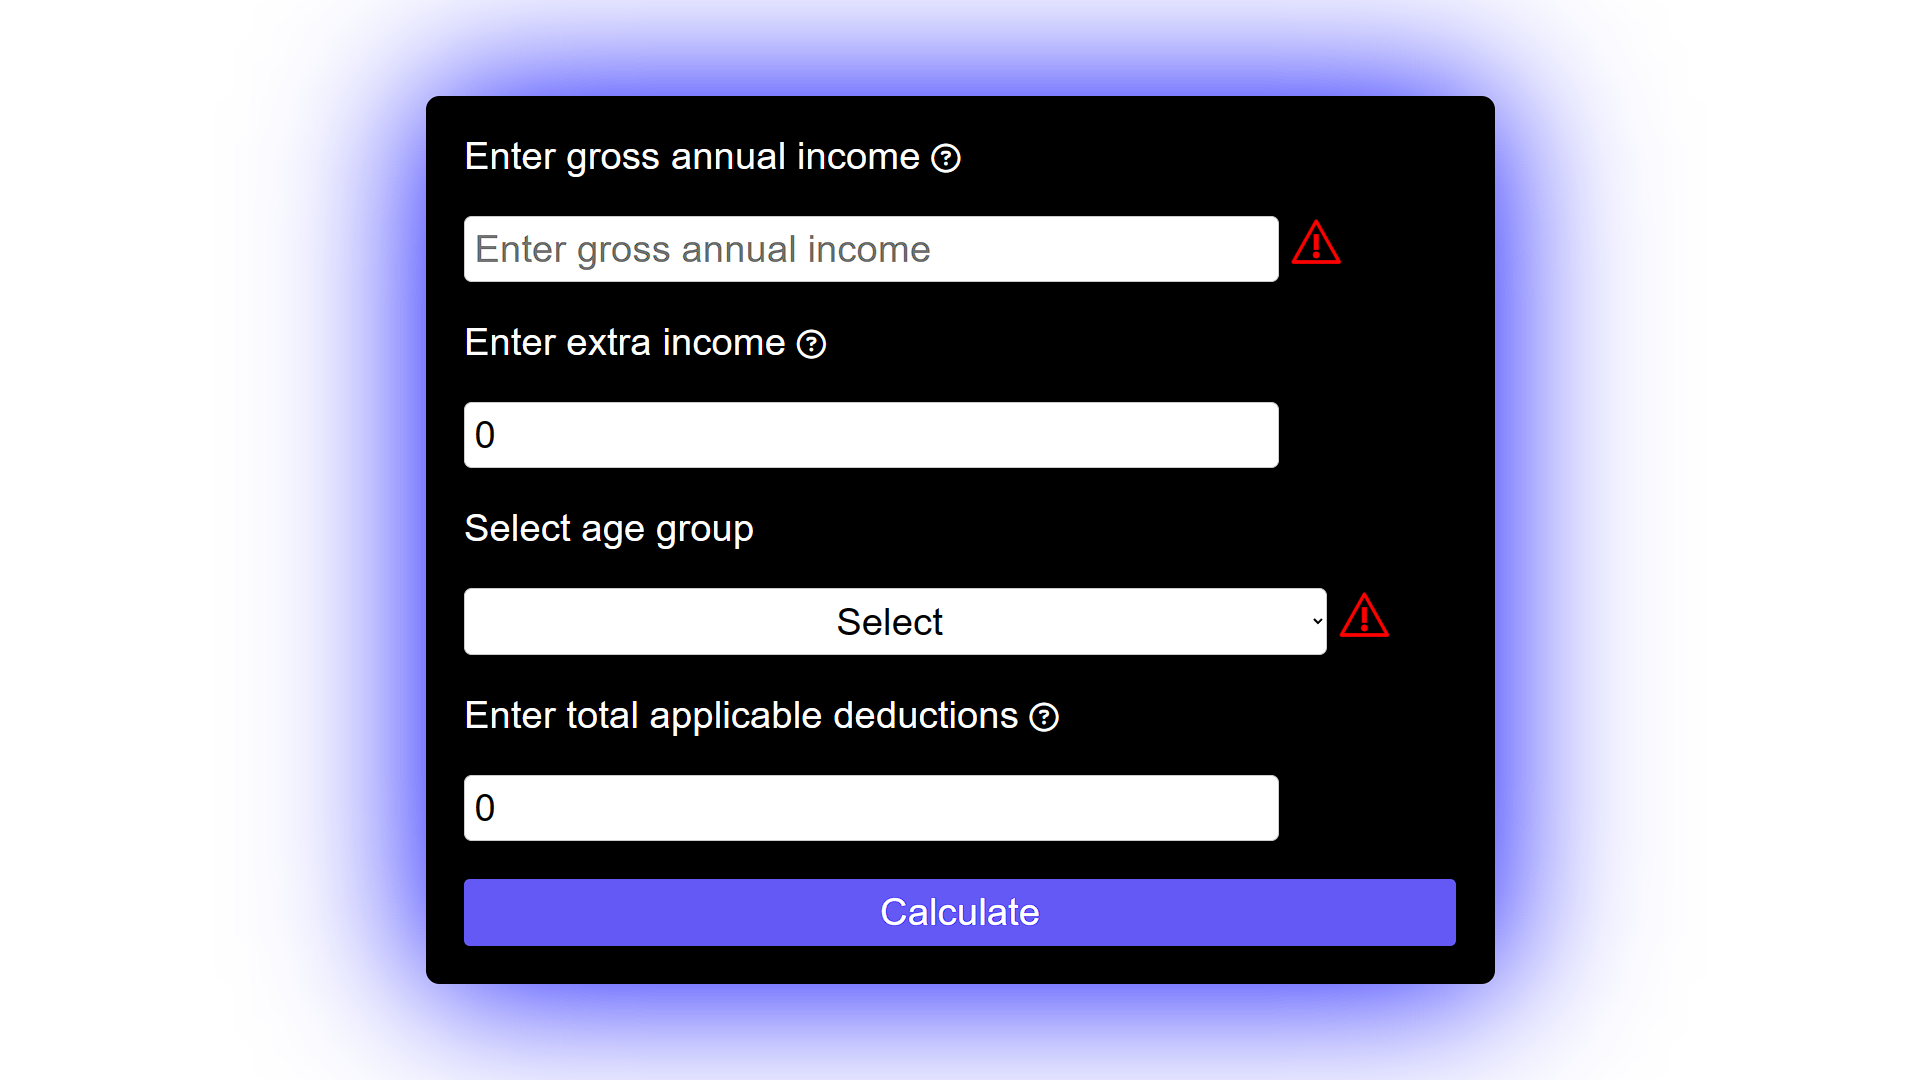 Enter gross annual income
Enter gross annual income
Enter extra income
0
Select age group
Select
Enter total applicable deductions
0
Calculate